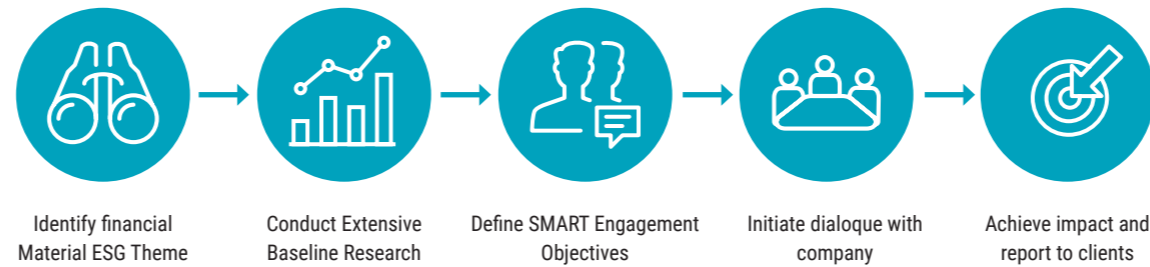 Identify financial
Material ESG Theme
Conduct Extensive
Baseline Research
Define SMART Engagement
Objectives
Initiate dialoque with
company
Achieve impact and
report to clients